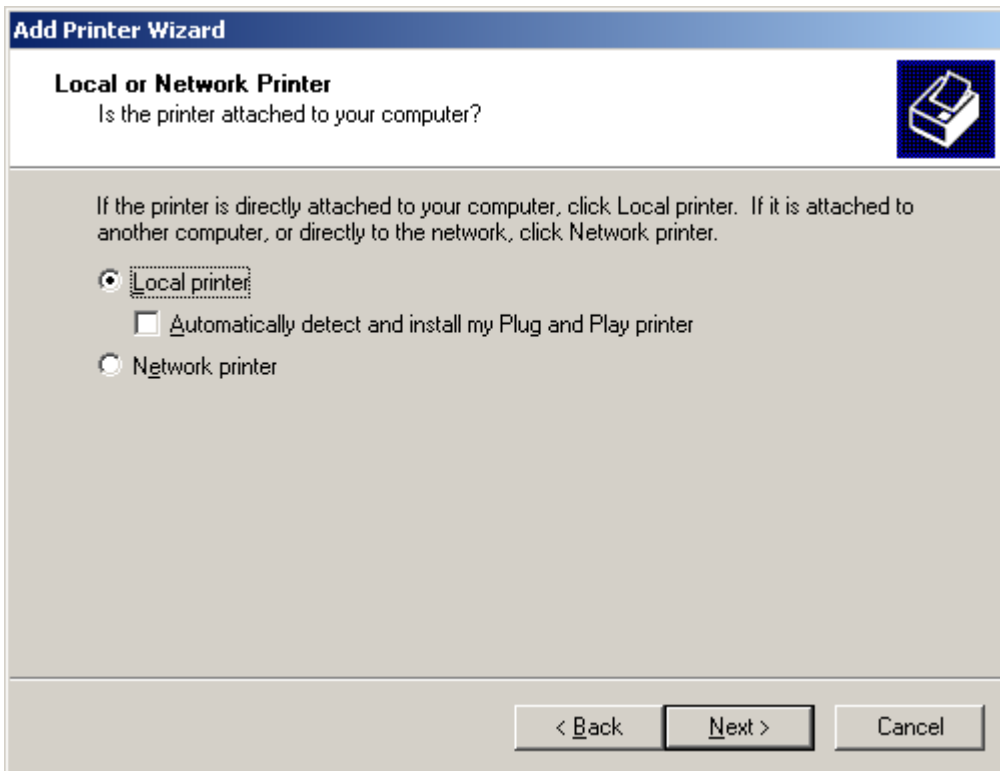 Add Printer Wizard
Local or Network Printer
Is the printer attached to your computer?
If the printer is directly attached to your computer, click Local printer.  If it is attached to
another computer, or directly to the network, click Network printer.
Local printer
Automatically detect and install my Plug and Play printer
Network printer
< Back
Next >
Cancel